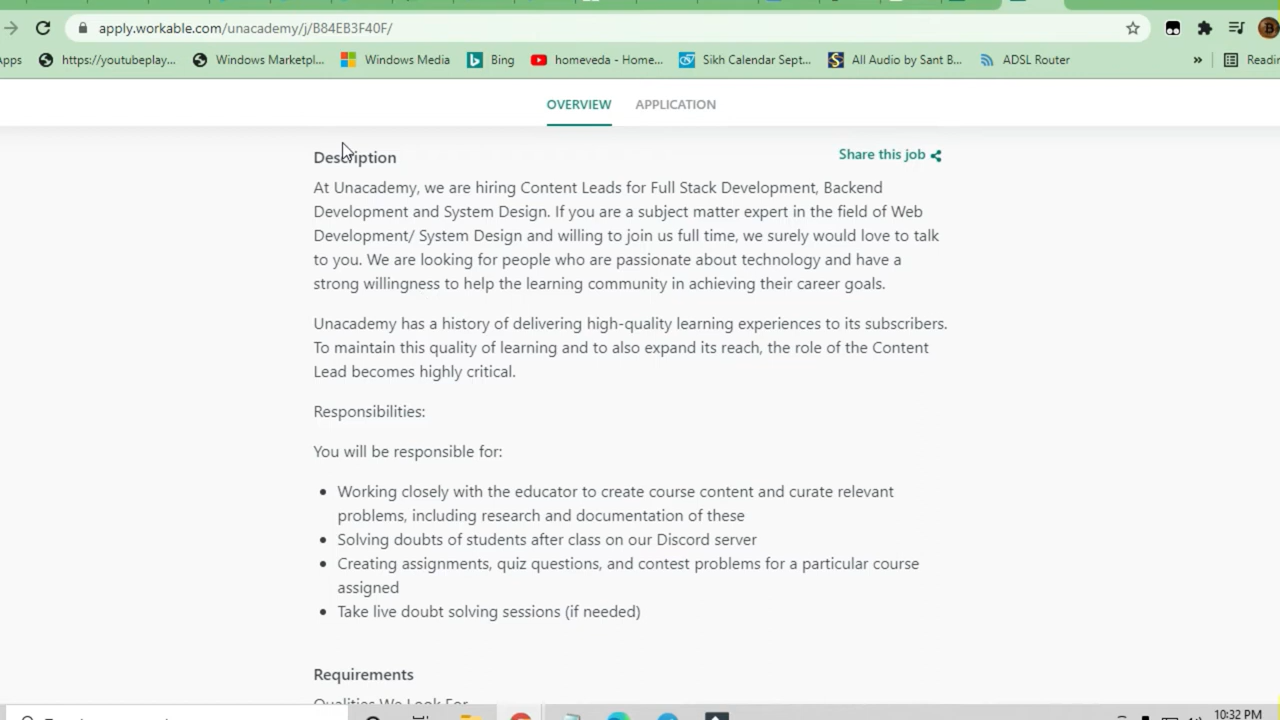 apply.workable.com/unacademy/j/B84EB3F40F/
Apps https://youtubeplay... Windows Marketpl... Windows Media Bing homeveda - Home... Sikh Calendar Sept... All Audio by Sant B... ADSL Router » Readin
OVERVIEW APPLICATION
Description Share this job
At Unacademy, we are hiring Content Leads for Full Stack Development, Backend
Development and System Design. If you are a subject matter expert in the field of Web
Development/ System Design and willing to join us full time, we surely would love to talk
to you. We are looking for people who are passionate about technology and have a
strong willingness to help the learning community in achieving their career goals.
Unacademy has a history of delivering high-quality learning experiences to its subscribers.
To maintain this quality of learning and to also expand its reach, the role of the Content
Lead becomes highly critical.
Responsibilities:
You will be responsible for:
• Working closely with the educator to create course content and curate relevant
problems, including research and documentation of these
• Solving doubts of students after class on our Discord server
• Creating assignments, quiz questions, and contest problems for a particular course
assigned
• Take live doubt solving sessions (if needed)
Requirements
Qualities We Look For
10:32 PM